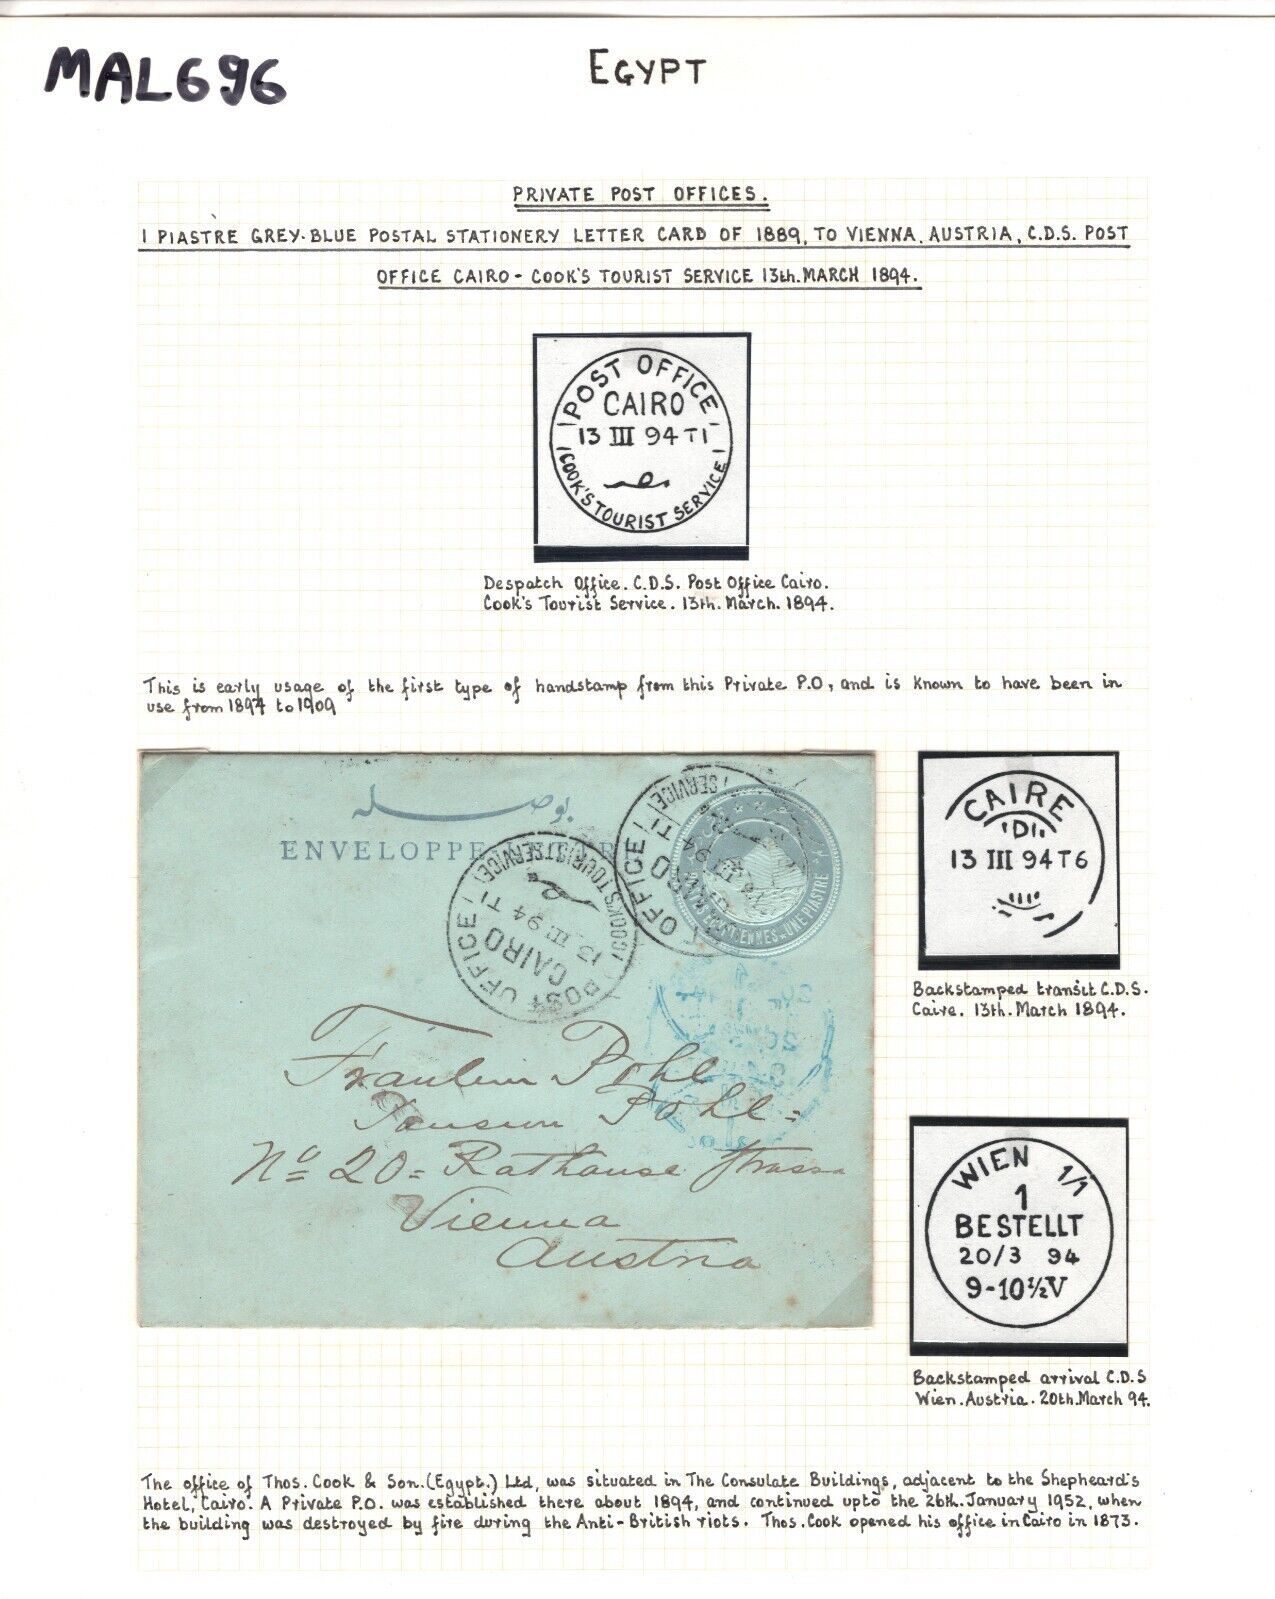 MAL696
EGYPT
PRIVATE POST OFFICES.
1 PIASTRE GREY-BLUE POSTAL STATIONERY LETTER CARD OF 1889, TO VIENNA, AUSTRIA, C.D.S. POST
OFFICE CAIRO - COOK'S TOURIST SERVICE 13th. MARCH 1894.
POST OFFICE
CAIRO
13 III 94 T1
COOK'S TOURIST SERVICE
Despatch Office. C.D.S. Post Office Cairo.
Cook's Tourist Service. 13th. March. 1894.
This is early usage of the first type of handstamp from this Private P.O, and is known to have been in
use from 1894 to 1909
بوصله
ENVELOPPE
POST OFFICE
CAIRO
13 III 94 T1
COOK'S TOURIST SERVICE
OFFICE
CAIRO T1
SERVICE
UNE PIASTRE
Fräulein Pohl
Pohl =
No 20 = Rathause Strasse
Vienna
Austria
CAIRE
D
13 III 94 T6
Backstamped transit C.D.S.
Caire. 13th. March 1894.
WIEN 1/1
1
BESTELLT
20/3 94
9-10½V
Backstamped arrival C.D.S
Wien. Austria. 20th. March 94.
The office of Thos. Cook & Son. (Egypt.) Ltd, was situated in The Consulate Buildings, adjacent to the Shepheard's
Hotel, Cairo. A Private P.O. was established there about 1894, and continued upto the 26th. January 1952, when
the building was destroyed by fire during the Anti-British riots. Thos. Cook opened his office in Cairo in 1873.